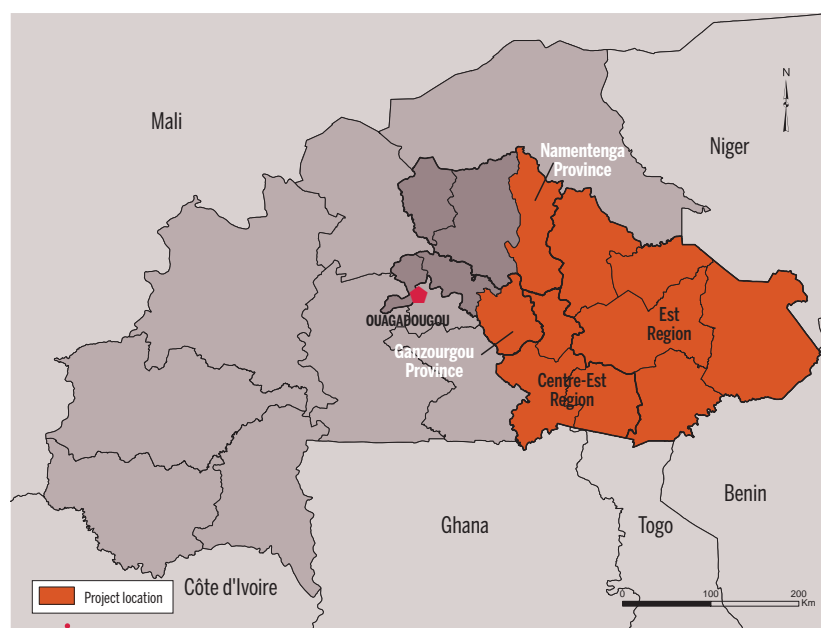 N
Mali
Namentenga
Province
Niger
OUAGADOUGOU
Est
Region
Ganzourgou
Province
Centre-Est
Region
Benin
Ghana
Togo
Côte d'Ivoire
Project location
0 100 200
Km